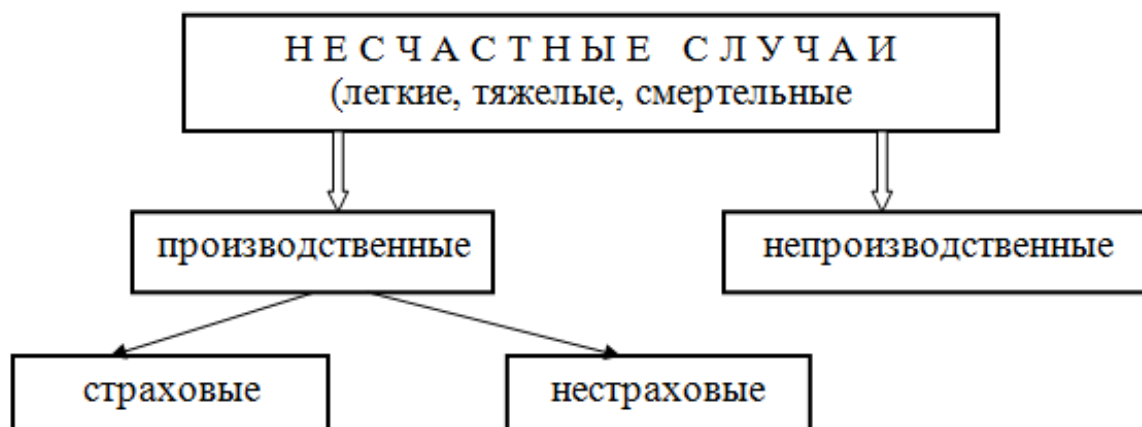 НЕСЧАСТНЫЕ СЛУЧАИ
(легкие, тяжелые, смертельные
производственные
непроизводственные
страховые
нестраховые